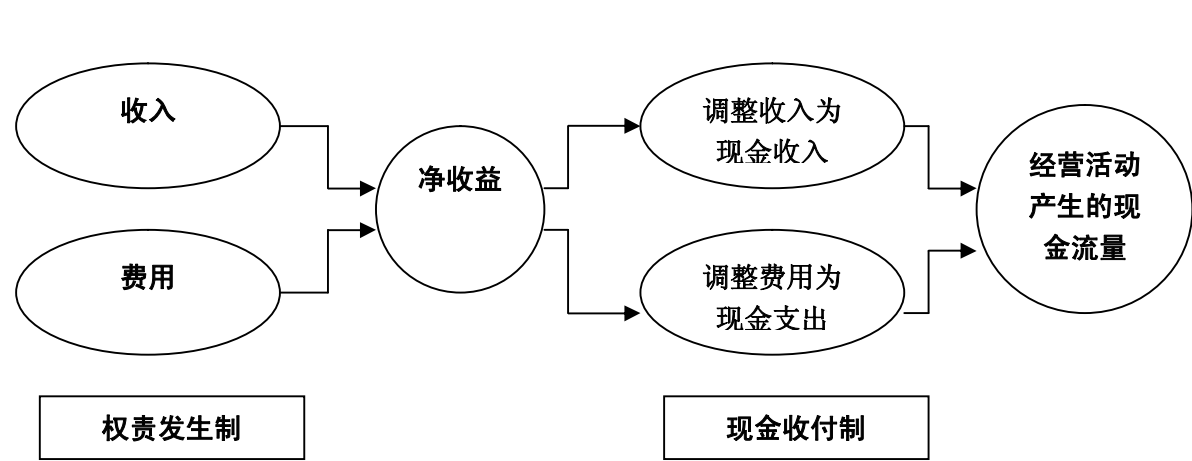 收入
费用
净收益
调整收入为
现金收入
调整费用为
现金支出
经营活动
产生的现
金流量
权责发生制
现金收付制